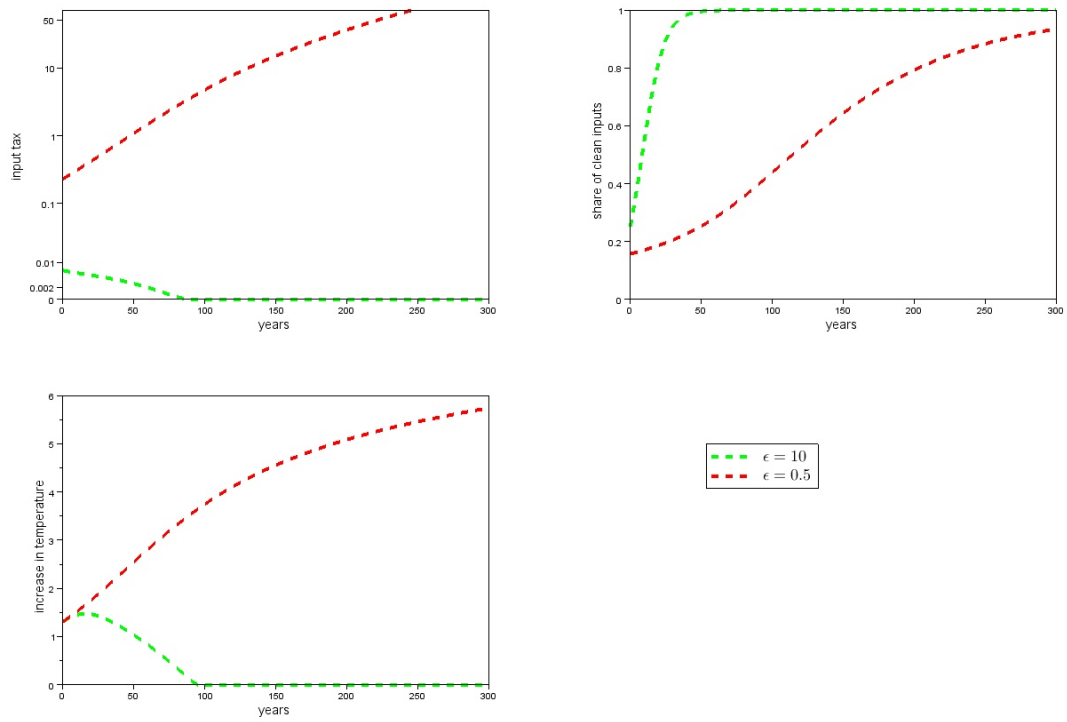 50
10
1
0.1
0.01
0.002
0
input tax
0 50 100 150 200 250 300
years
1
0.8
0.6
0.4
0.2
0
share of clean inputs
0 50 100 150 200 250 300
years
6
5
4
3
2
1
0
increase in temperature
0 50 100 150 200 250 300
years
ϵ = 10
ϵ = 0.5